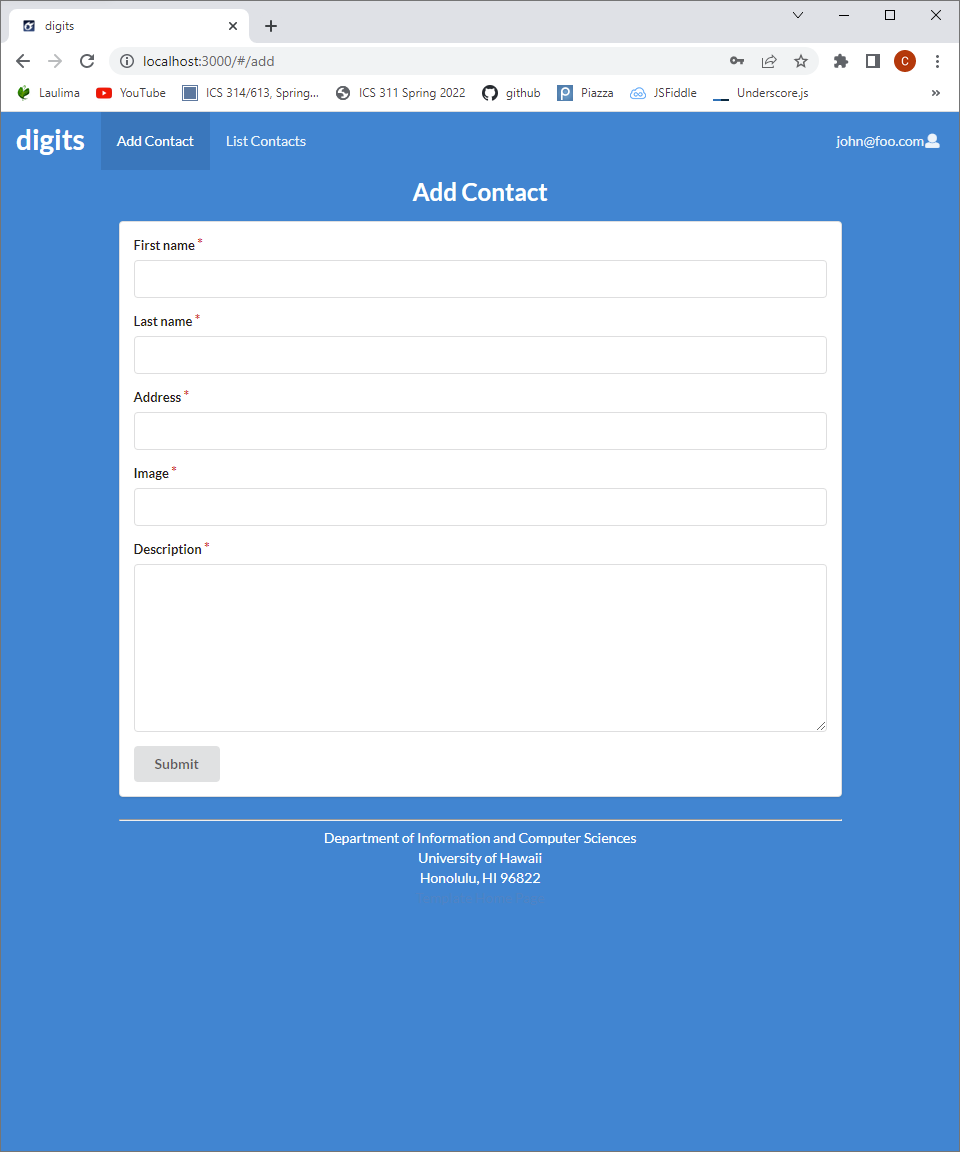 digits
localhost:3000/#/add
C
Laulima YouTube ICS 314/613, Spring... ICS 311 Spring 2022 github Piazza JSFiddle Underscore.js »
digits Add Contact List Contacts john@foo.com
Add Contact
First name *
Last name *
Address *
Image *
Description *
Submit
Department of Information and Computer Sciences
University of Hawaii
Honolulu, HI 96822